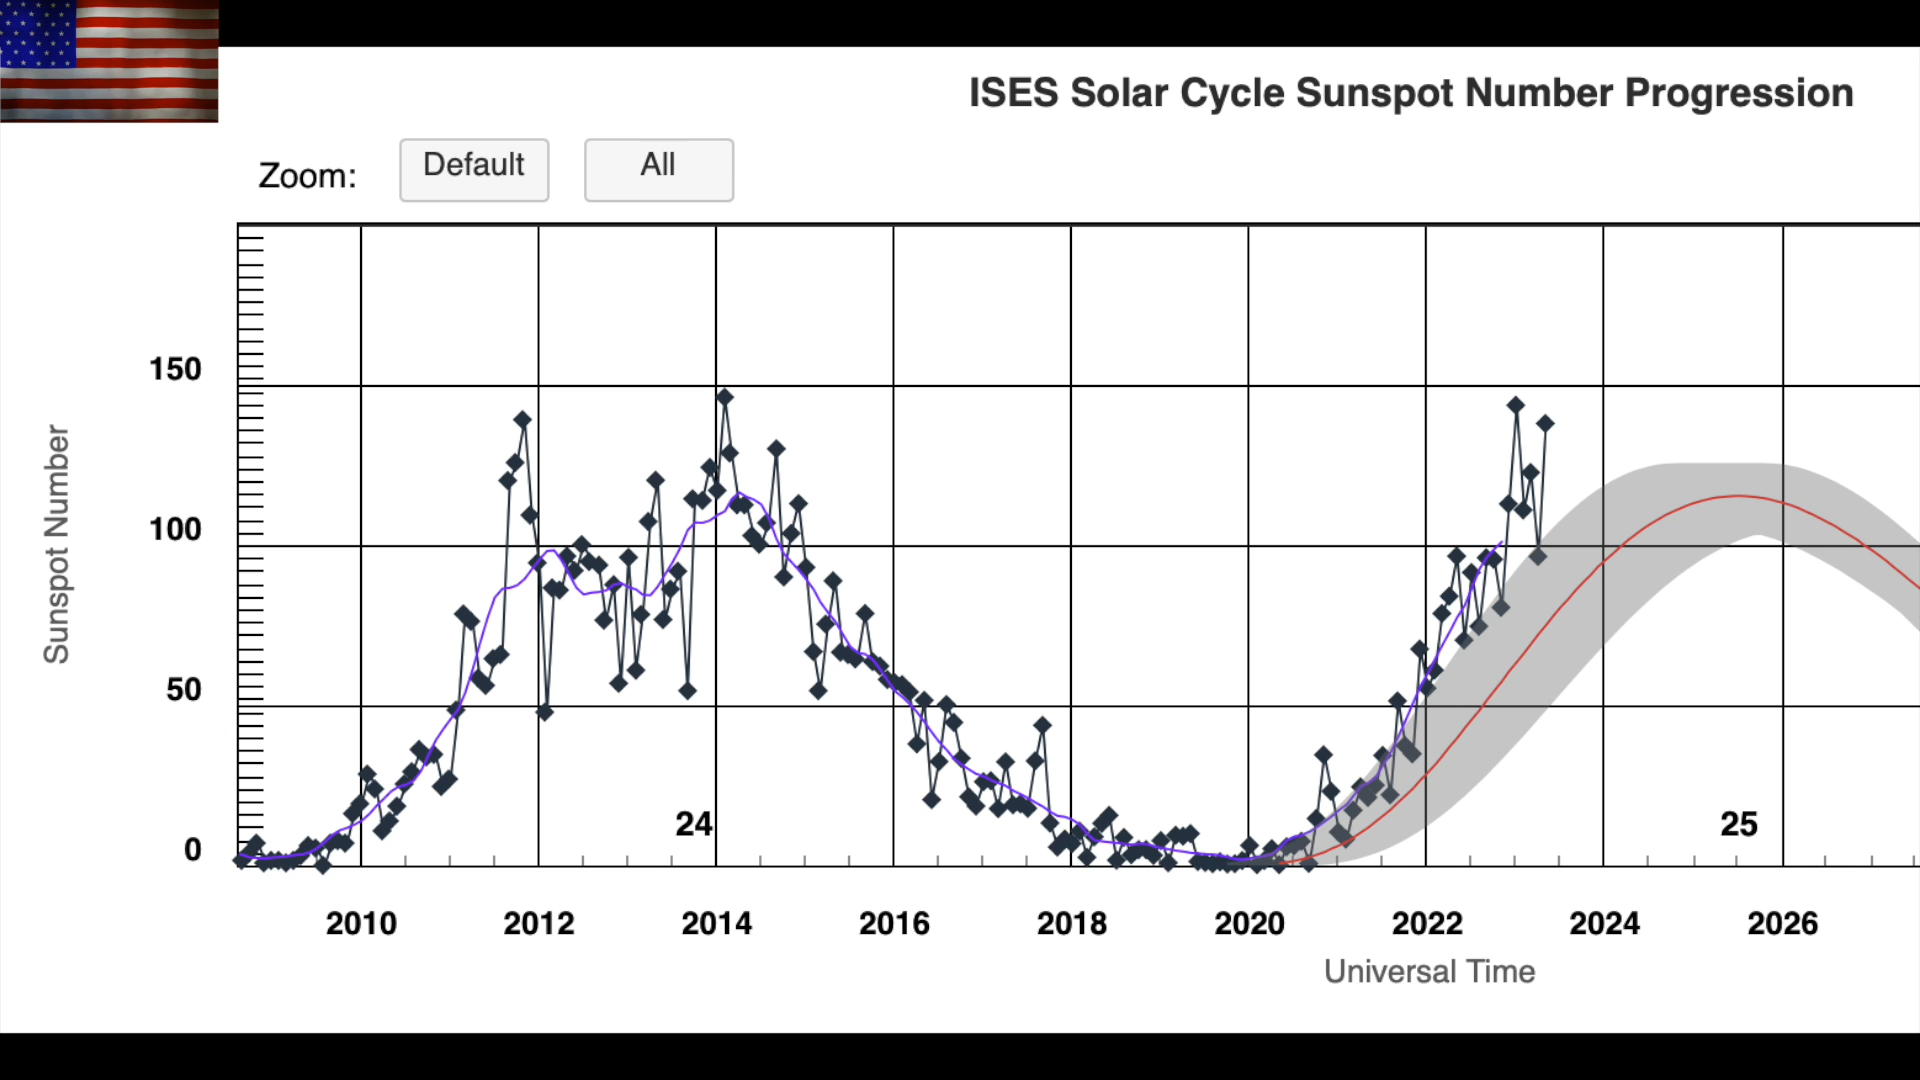 ISES Solar Cycle Sunspot Number Progression
Zoom:
Default
All
Sunspot Number
150
100
50
0
24
25
2010
2012
2014
2016
2018
2020
2022
2024
2026
Universal Time